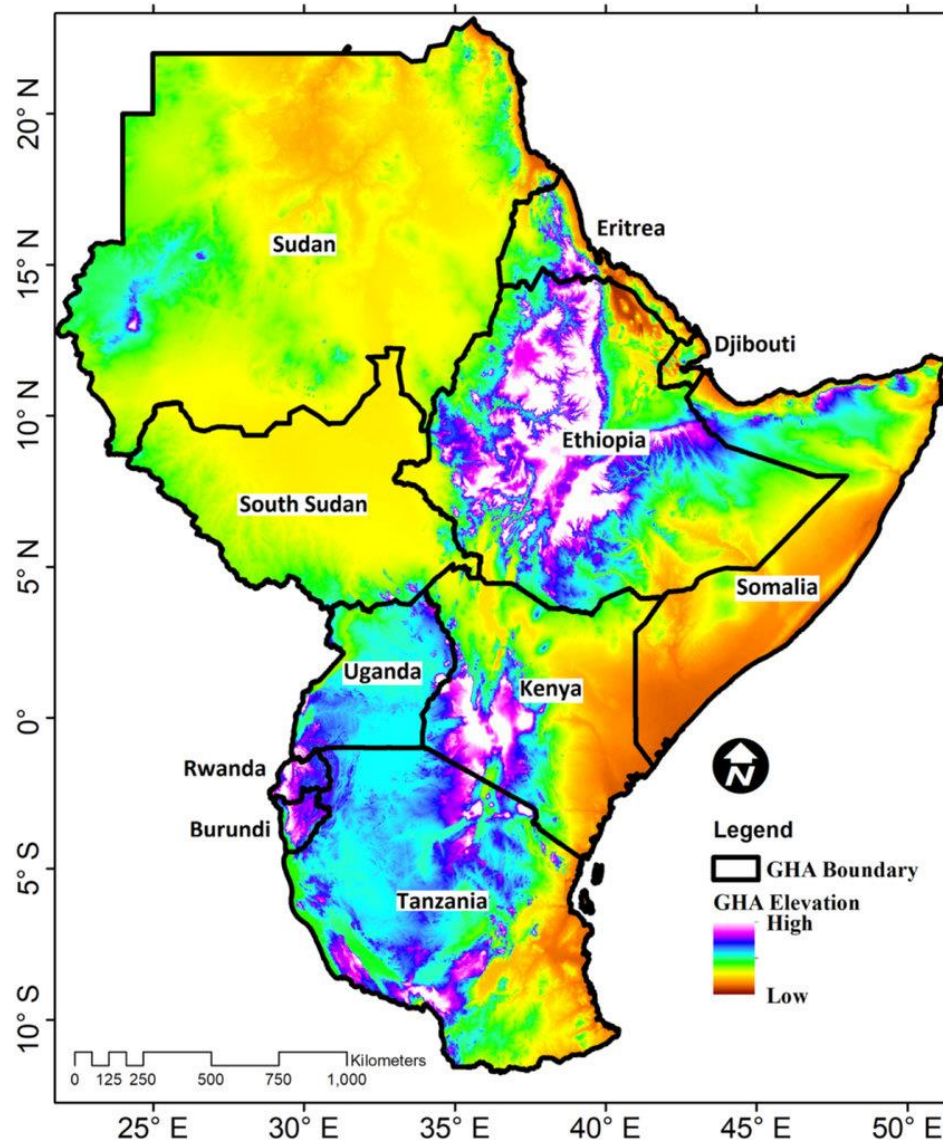 20° N
15° N
10° N
5° N
0°
5° S
10° S
Sudan
Eritrea
Djibouti
Ethiopia
South Sudan
Somalia
Uganda
Kenya
Rwanda
Burundi
Tanzania
N
Legend
GHA Boundary
GHA Elevation
High
Low
Kilometers
0 125 250 500 750 1,000
25° E 30° E 35° E 40° E 45° E 50° E